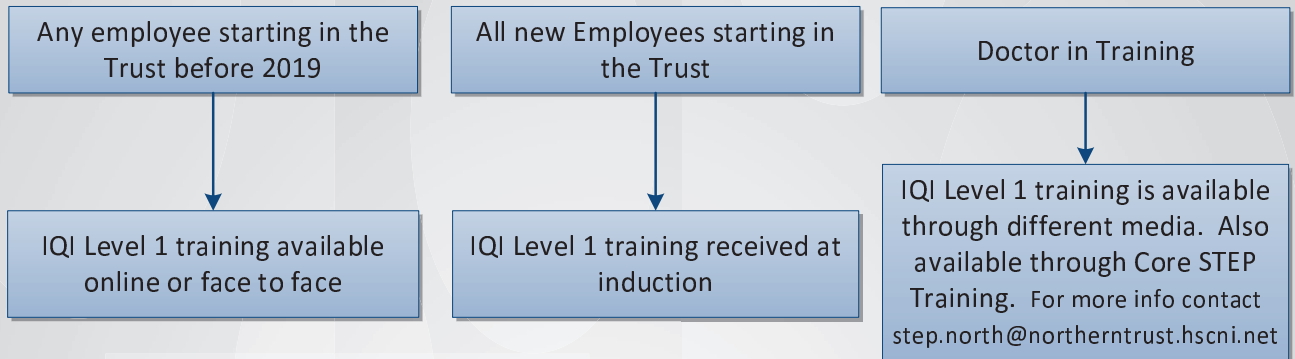 Any employee starting in the
Trust before 2019
All new Employees starting in
the Trust
Doctor in Training
IQI Level 1 training available
online or face to face
IQI Level 1 training received at
induction
IQI Level 1 training is available
through different media.  Also
available through Core STEP
Training.  For more info contact
step.north@northerntrust.hscni.net